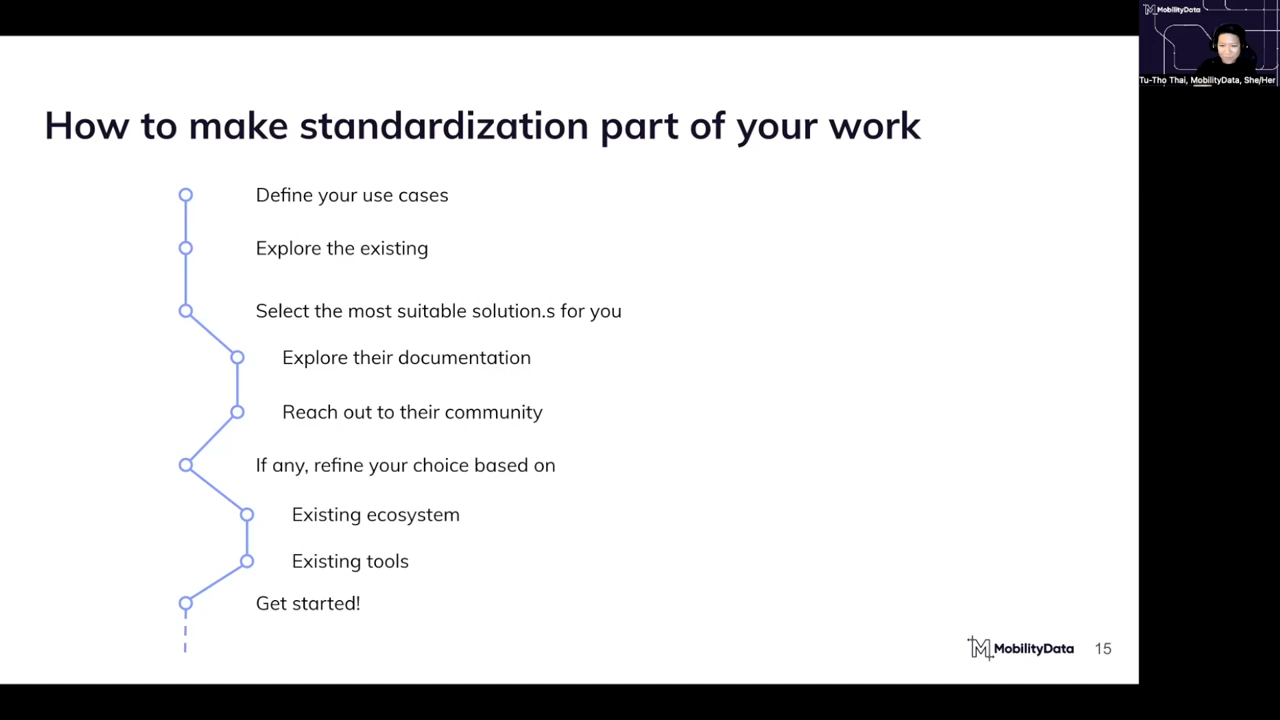 How to make standardization part of your work
Define your use cases
Explore the existing
Select the most suitable solution.s for you
Explore their documentation
Reach out to their community
If any, refine your choice based on
Existing ecosystem
Existing tools
Get started!
MobilityData
15
MobilityData
Tu-Tho Thai, MobilityData, She/Her